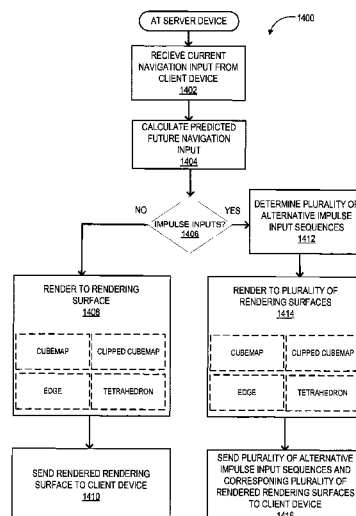 1400
AT SERVER DEVICE
RECIEVE CURRENT
NAVIGATION INPUT FROM
CLIENT DEVICE
1402
CALCULATE PREDICTED
FUTURE NAVIGATION
INPUT
1404
NO
IMPULSE INPUTS?
1406
YES
DETERMINE PLURALITY OF
ALTERNATIVE IMPULSE
INPUT SEQUENCES
1412
RENDER TO RENDERING
SURFACE
1408
CUBEMAP
CLIPPED CUBEMAP
EDGE
TETRAHEDRON
RENDER TO PLURALITY OF
RENDERING SURFACES
1414
CUBEMAP
CLIPPED CUBEMAP
EDGE
TETRAHEDRON
SEND RENDERED RENDERING
SURFACE TO CLIENT DEVICE
1410
SEND PLURALITY OF ALTERNATIVE
IMPULSE INPUT SEQUENCES AND
CORRESPONING PLURALITY OF
RENDERED RENDERING SURFACES
TO CLIENT DEVICE
1416